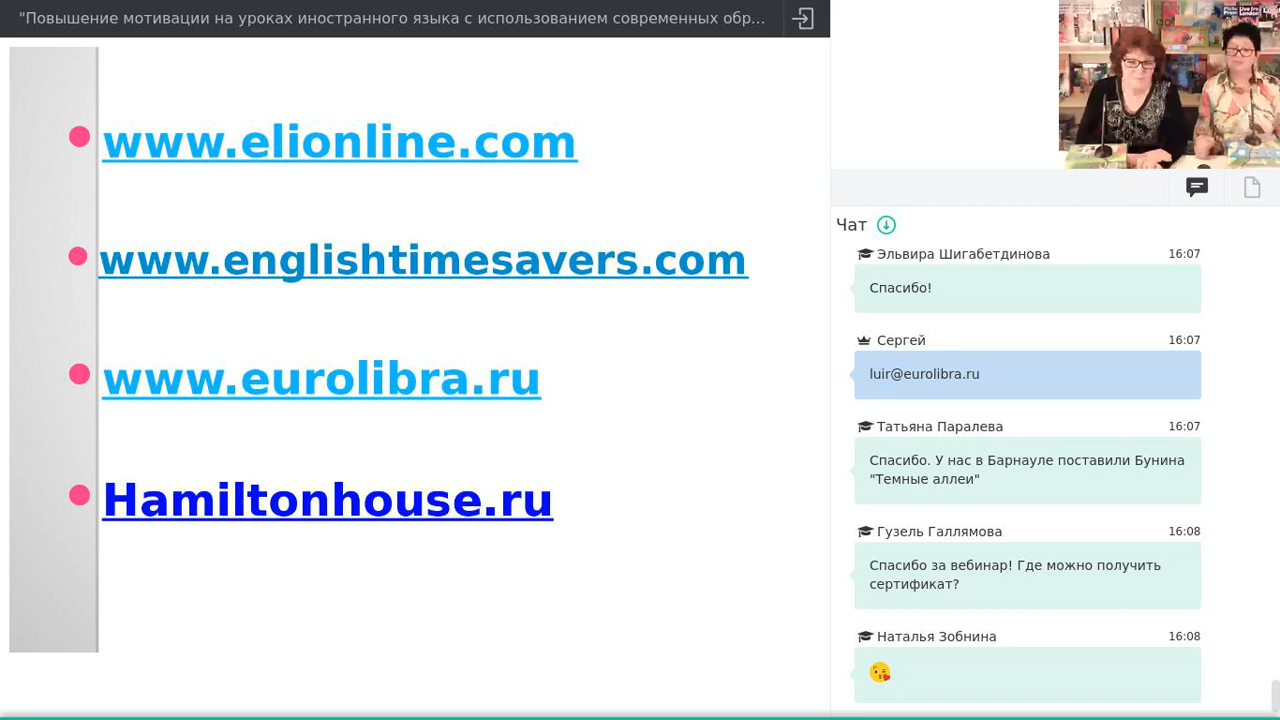 "Повышение мотивации на уроках иностранного языка с использованием современных обр...
www.elionline.com
www.englishtimesavers.com
www.eurolibra.ru
Hamiltonhouse.ru
Чат
Эльвира Шигабетдинова 16:07
Спасибо!
Сергей 16:07
luir@eurolibra.ru
Татьяна Паралева 16:07
Спасибо. У нас в Барнауле поставили Бунина
"Темные аллеи"
Гузель Галлямова 16:08
Спасибо за вебинар! Где можно получить
сертификат?
Наталья Зобнина 16:08
😘